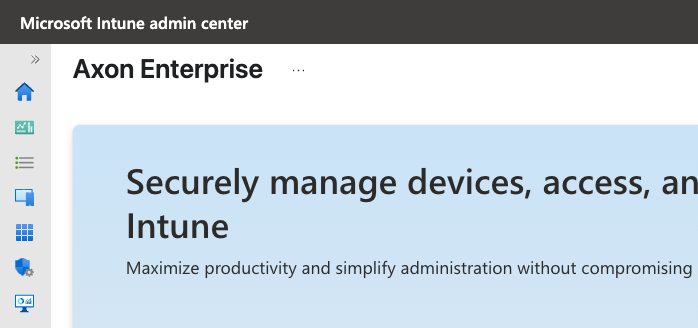 Microsoft Intune admin center
Axon Enterprise ...
Securely manage devices, access, an
Intune
Maximize productivity and simplify administration without compromising